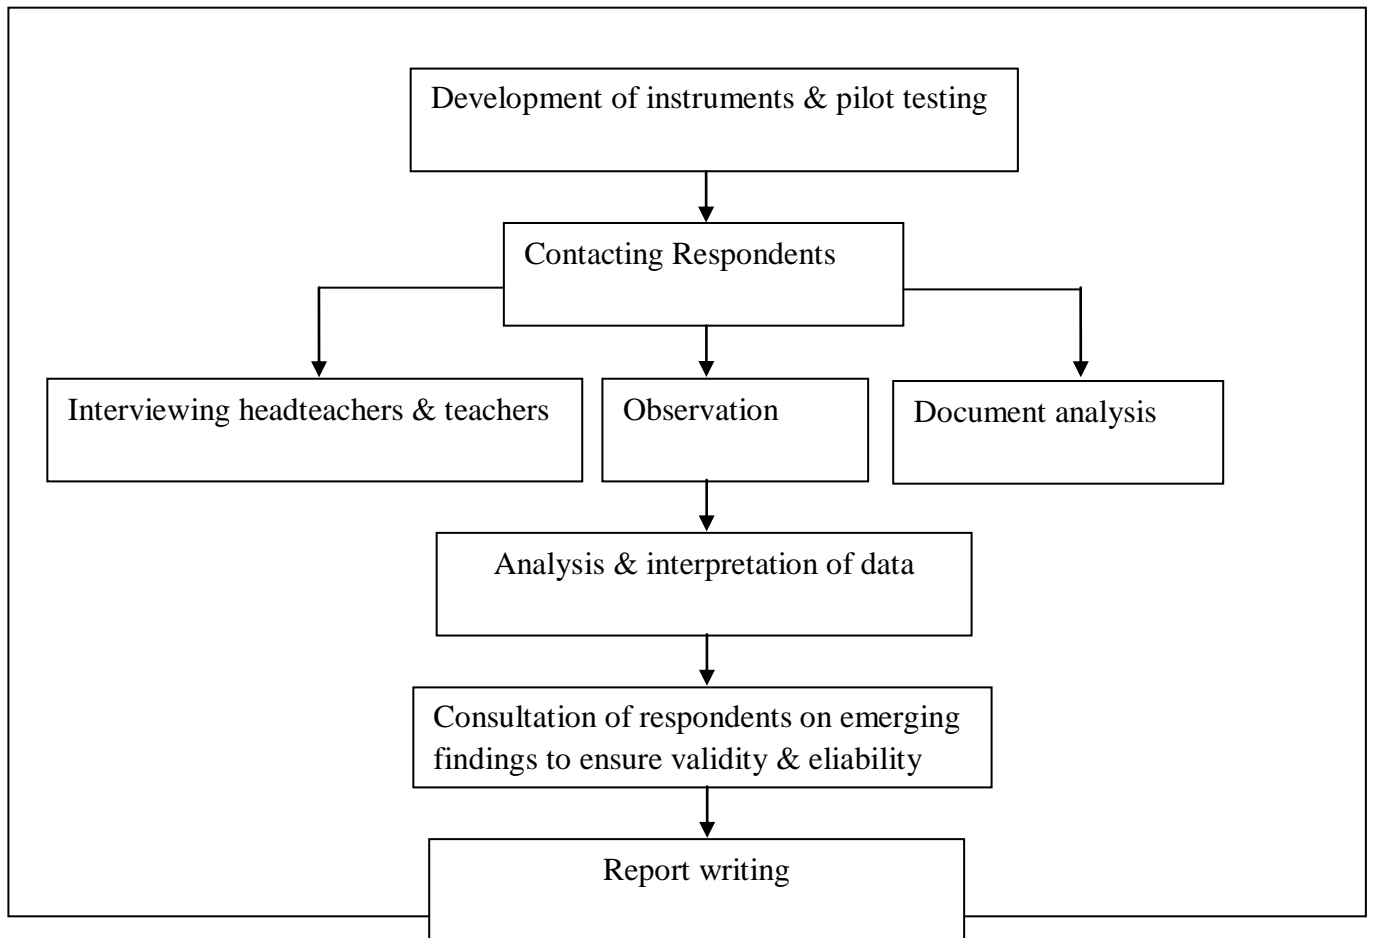 Development of instruments & pilot testing
Contacting Respondents
Interviewing headteachers & teachers
Observation
Document analysis
Analysis & interpretation of data
Consultation of respondents on emerging
findings to ensure validity & eliability
Report writing